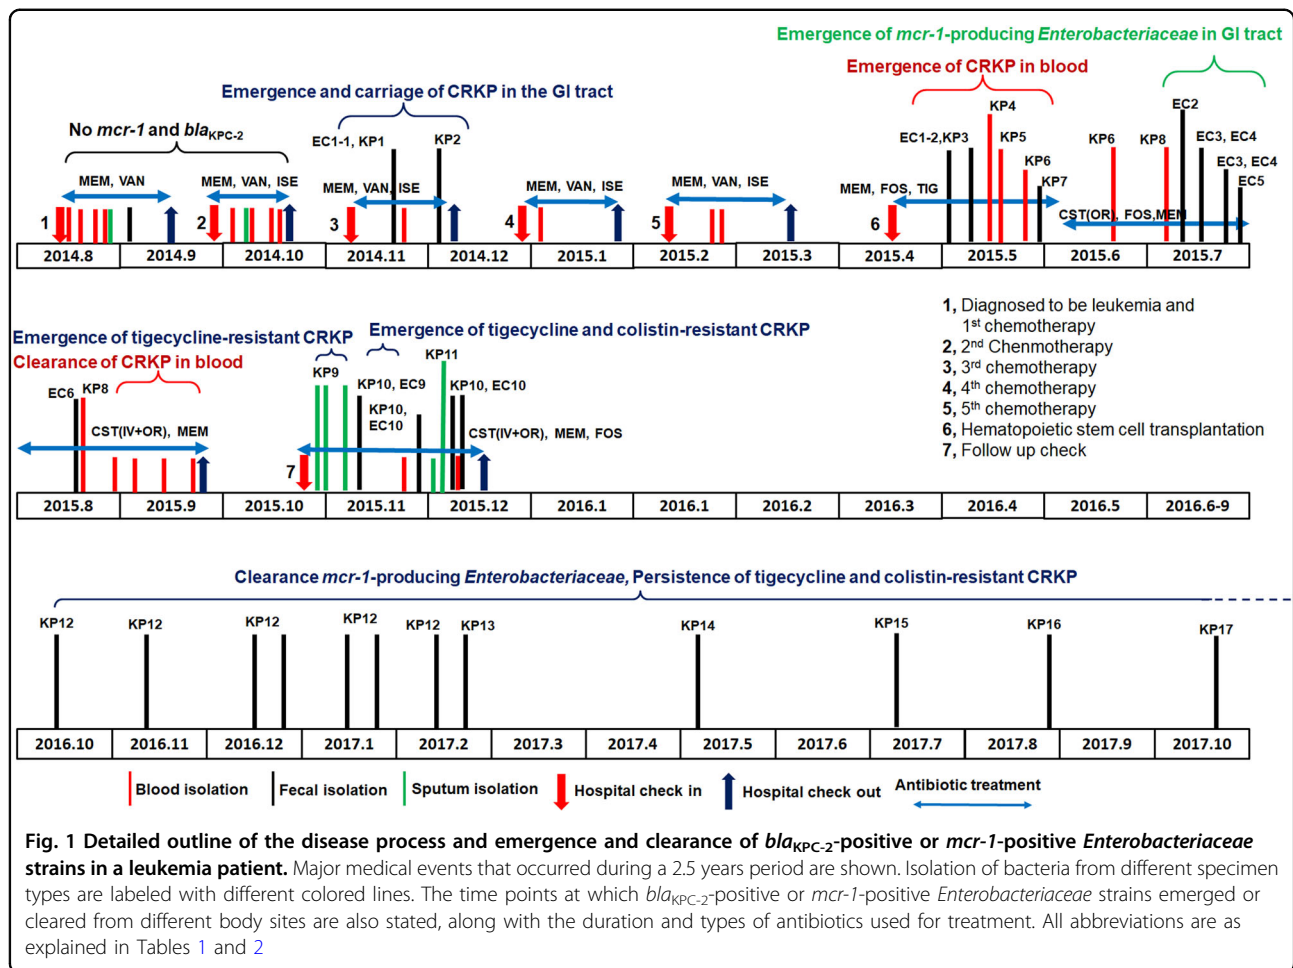 Emergence of mcr-1-producing Enterobacteriaceae in GI tract
Emergence of CRKP in blood
Emergence and carriage of CRKP in the GI tract
No mcr-1 and blaKPC-2
EC1-1, KP1
KP2
KP4
EC1-2,KP3
KP5
KP6
KP7
KP6
KP8
EC2
EC3, EC4
EC3, EC4
EC5
MEM, VAN
MEM, VAN, ISE
MEM, VAN, ISE
MEM, VAN, ISE
MEM, VAN, ISE
MEM, FOS, TIG
CST(OR), FOS,MEM
1
2
3
4
5
6
2014.8
2014.9
2014.10
2014.11
2014.12
2015.1
2015.2
2015.3
2015.4
2015.5
2015.6
2015.7
1, Diagnosed to be leukemia and
1st chemotherapy
2, 2nd Chenmotherapy
3, 3rd chemotherapy
4, 4th chemotherapy
5, 5th chemotherapy
6, Hematopoietic stem cell transplantation
7, Follow up check
Emergence of tigecycline-resistant CRKP
Clearance of CRKP in blood
Emergence of tigecycline and colistin-resistant CRKP
EC6
KP8
KP9
KP10, EC9
KP10,
EC10
KP11
KP10, EC10
CST(IV+OR), MEM
CST(IV+OR), MEM, FOS
7
2015.8
2015.9
2015.10
2015.11
2015.12
2016.1
2016.1
2016.2
2016.3
2016.4
2016.5
2016.6-9
Clearance mcr-1-producing Enterobacteriaceae, Persistence of tigecycline and colistin-resistant CRKP
KP12
KP12
KP12
KP12
KP12
KP13
KP14
KP15
KP16
KP17
2016.10
2016.11
2016.12
2017.1
2017.2
2017.3
2017.4
2017.5
2017.6
2017.7
2017.8
2017.9
2017.10
Blood isolation
Fecal isolation
Sputum isolation
Hospital check in
Hospital check out
Antibiotic treatment
Fig. 1 Detailed outline of the disease process and emergence and clearance of blaKPC-2-positive or mcr-1-positive Enterobacteriaceae
strains in a leukemia patient. Major medical events that occurred during a 2.5 years period are shown. Isolation of bacteria from different specimen
types are labeled with different colored lines. The time points at which blaKPC-2-positive or mcr-1-positive Enterobacteriaceae strains emerged or
cleared from different body sites are also stated, along with the duration and types of antibiotics used for treatment. All abbreviations are as
explained in Tables 1 and 2